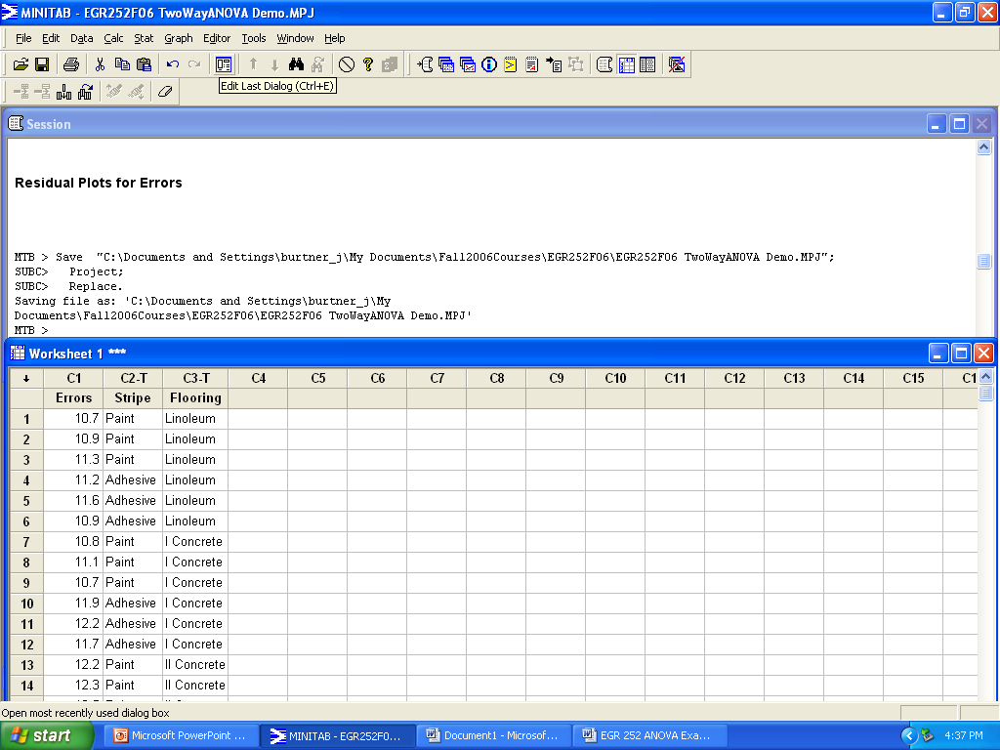 MINITAB - EGR252F06 TwoWayANOVA Demo.MPJ
File Edit Data Calc Stat Graph Editor Tools Window Help
Edit Last Dialog (Ctrl+E)
Session
Residual Plots for Errors
MTB > Save "C:\Documents and Settings\burtner_j\My Documents\Fall2006Courses\EGR252F06\EGR252F06 TwoWayANOVA Demo.MPJ";
SUBC> Project;
SUBC> Replace.
Saving file as: 'C:\Documents and Settings\burtner_j\My
Documents\Fall2006Courses\EGR252F06\EGR252F06 TwoWayANOVA Demo.MPJ'
MTB >
Worksheet 1 ***
C1 C2-T C3-T C4 C5 C6 C7 C8 C9 C10 C11 C12 C13 C14 C15 C1
Errors Stripe Flooring
1 10.7 Paint Linoleum
2 10.9 Paint Linoleum
3 11.3 Paint Linoleum
4 11.2 Adhesive Linoleum
5 11.6 Adhesive Linoleum
6 10.9 Adhesive Linoleum
7 10.8 Paint I Concrete
8 11.1 Paint I Concrete
9 10.7 Paint I Concrete
10 11.9 Adhesive I Concrete
11 12.2 Adhesive I Concrete
12 11.7 Adhesive I Concrete
13 12.2 Paint II Concrete
14 12.3 Paint II Concrete
Open most recently used dialog box
start Microsoft PowerPoint ... MINITAB - EGR252F0... Document1 - Microsof... EGR 252 ANOVA Exa... 4:37 PM